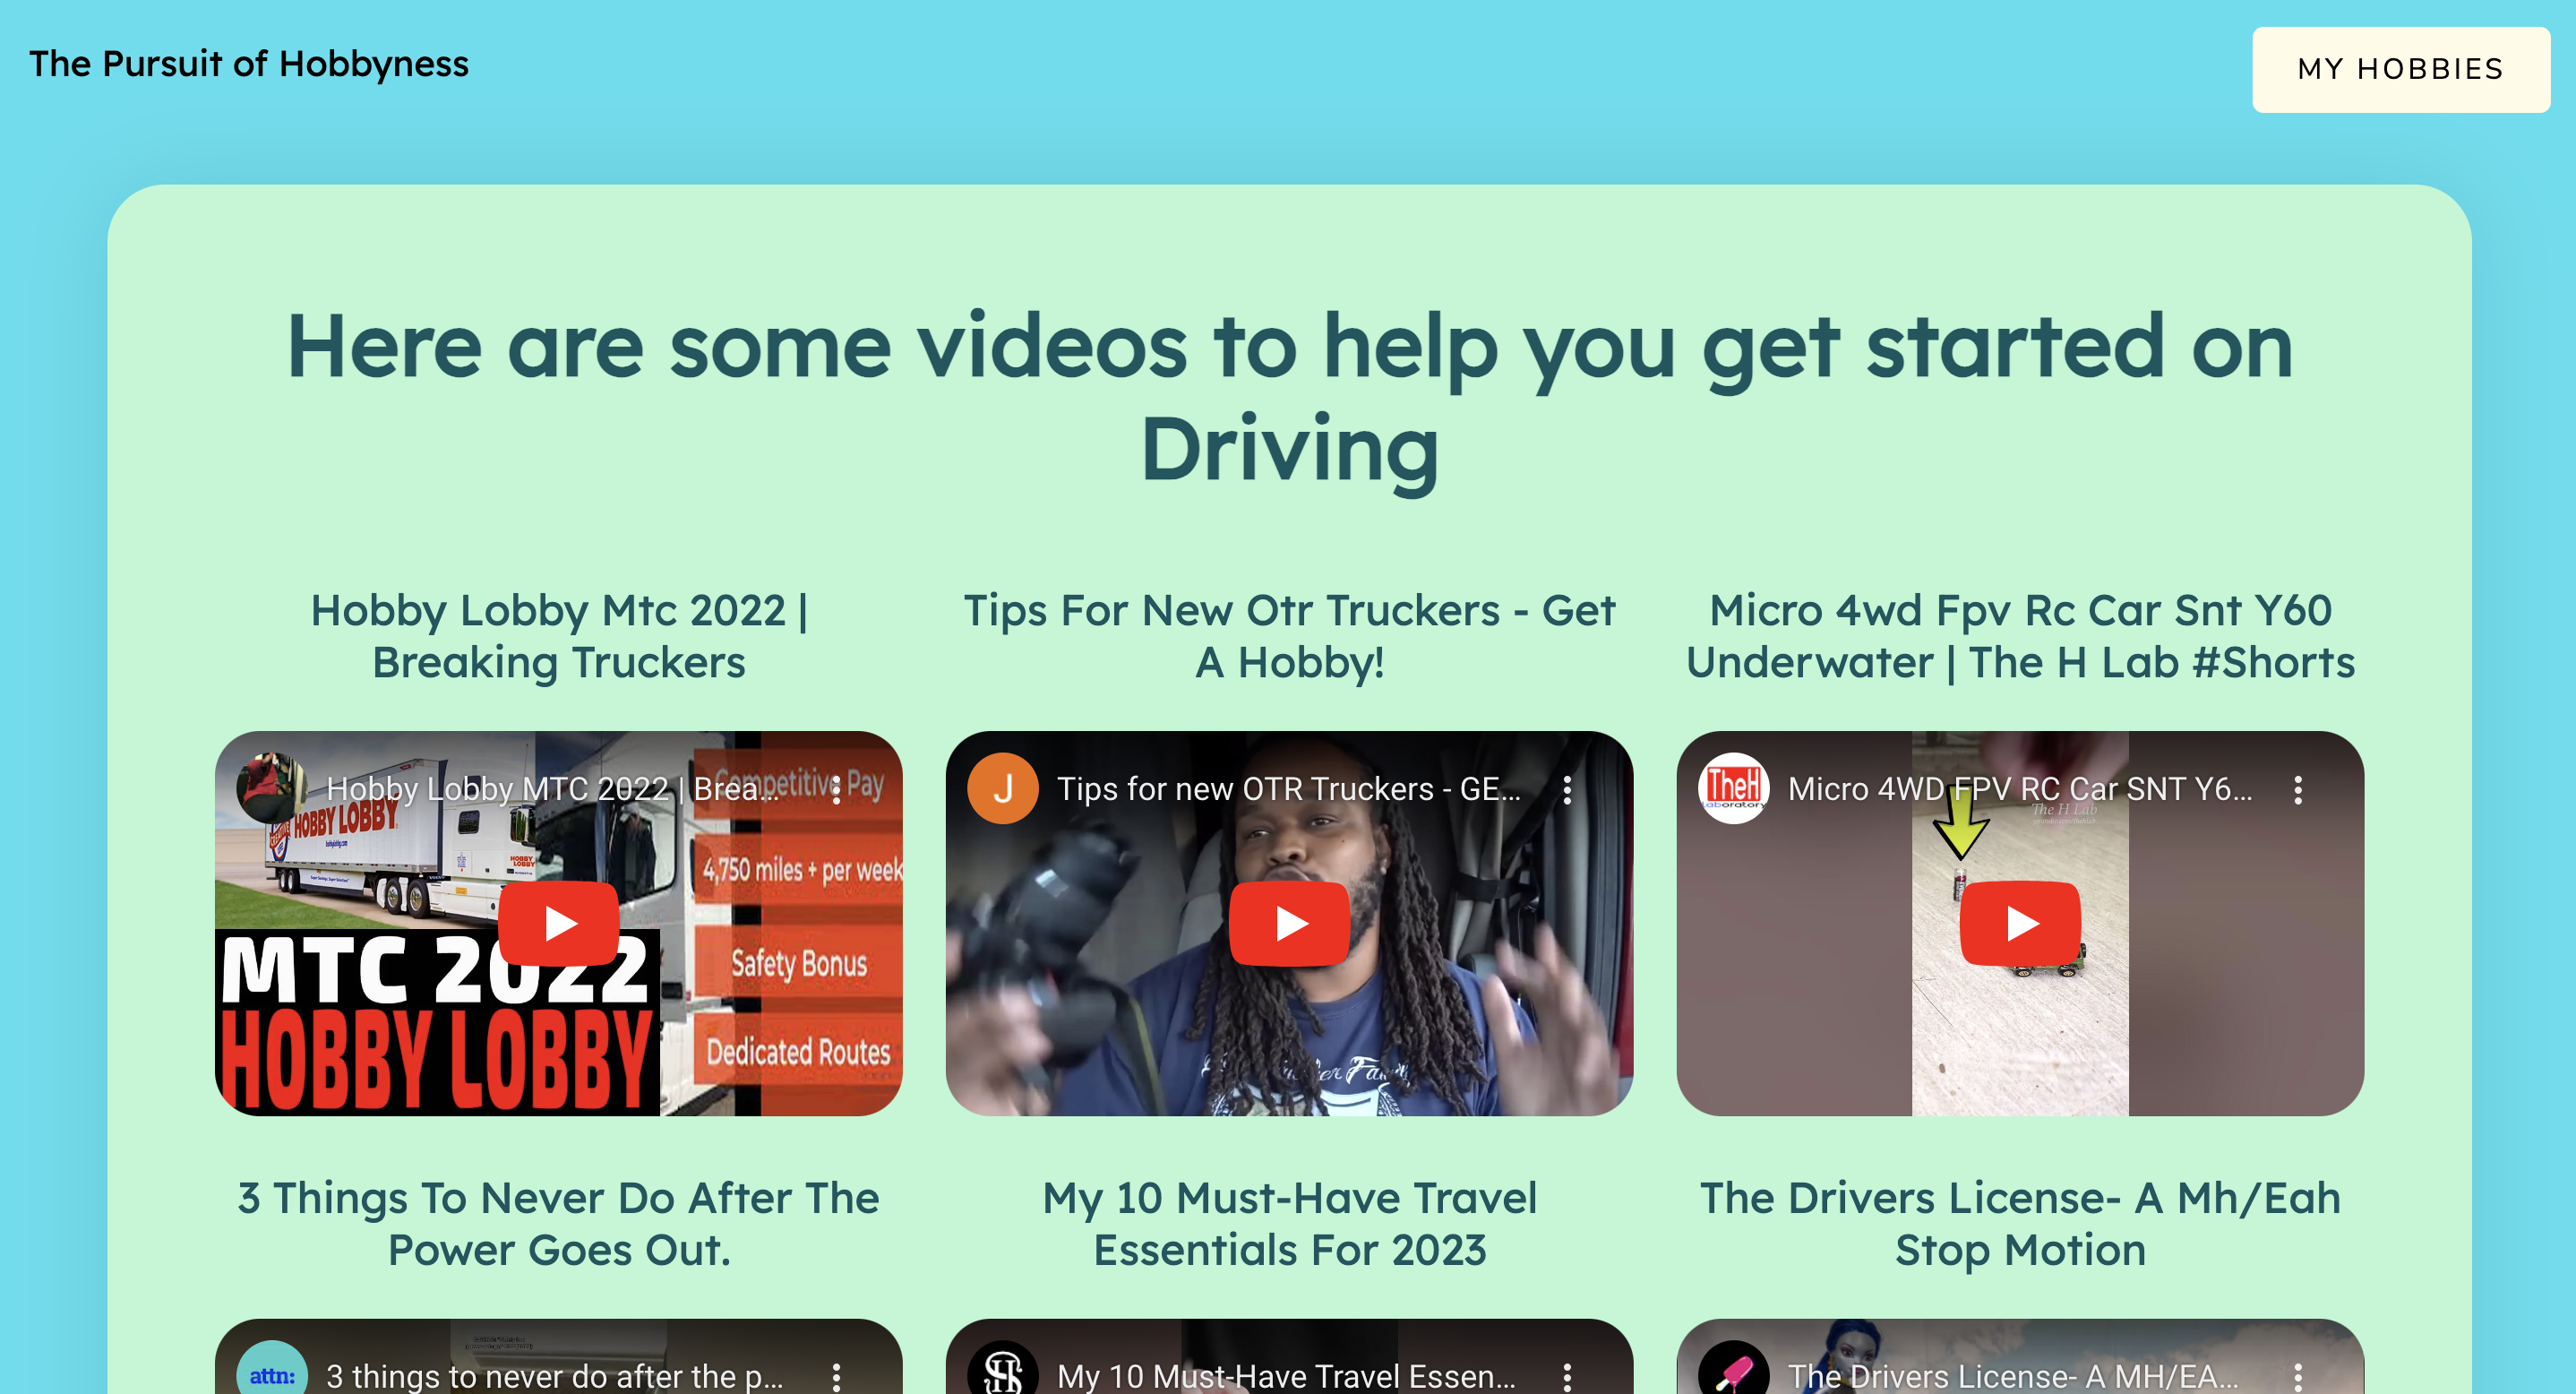 The Pursuit of Hobbyness
MY HOBBIES
Here are some videos to help you get started on
Driving
Hobby Lobby Mtc 2022 |
Breaking Truckers
Tips For New Otr Truckers - Get
A Hobby!
Micro 4wd Fpv Rc Car Snt Y60
Underwater | The H Lab #Shorts
Hobby Lobby MTC 2022 | Brea...
Competitive Pay
HOBBY LOBBY
HOBBY LOBBY
4,750 miles + per week
Safety Bonus
Dedicated Routes
MTC 2022
HOBBY LOBBY
J
Tips for new OTR Truckers - GE...
TheH
Laboratory
Micro 4WD FPV RC Car SNT Y6...
The H Lab
3 Things To Never Do After The
Power Goes Out.
My 10 Must-Have Travel
Essentials For 2023
The Drivers License- A Mh/Eah
Stop Motion
attn:
3 things to never do after the p...
My 10 Must-Have Travel Essen...
The Drivers License- A MH/EA...